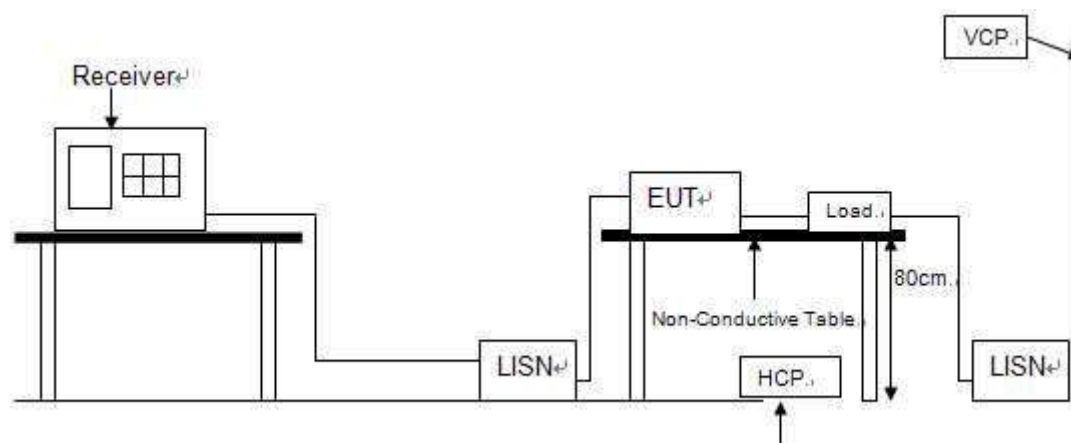 VCP.
Receiver↵
EUT↵
Load.
80cm.
Non-Conductive Table.
LISN↵
HCP.
LISN↵